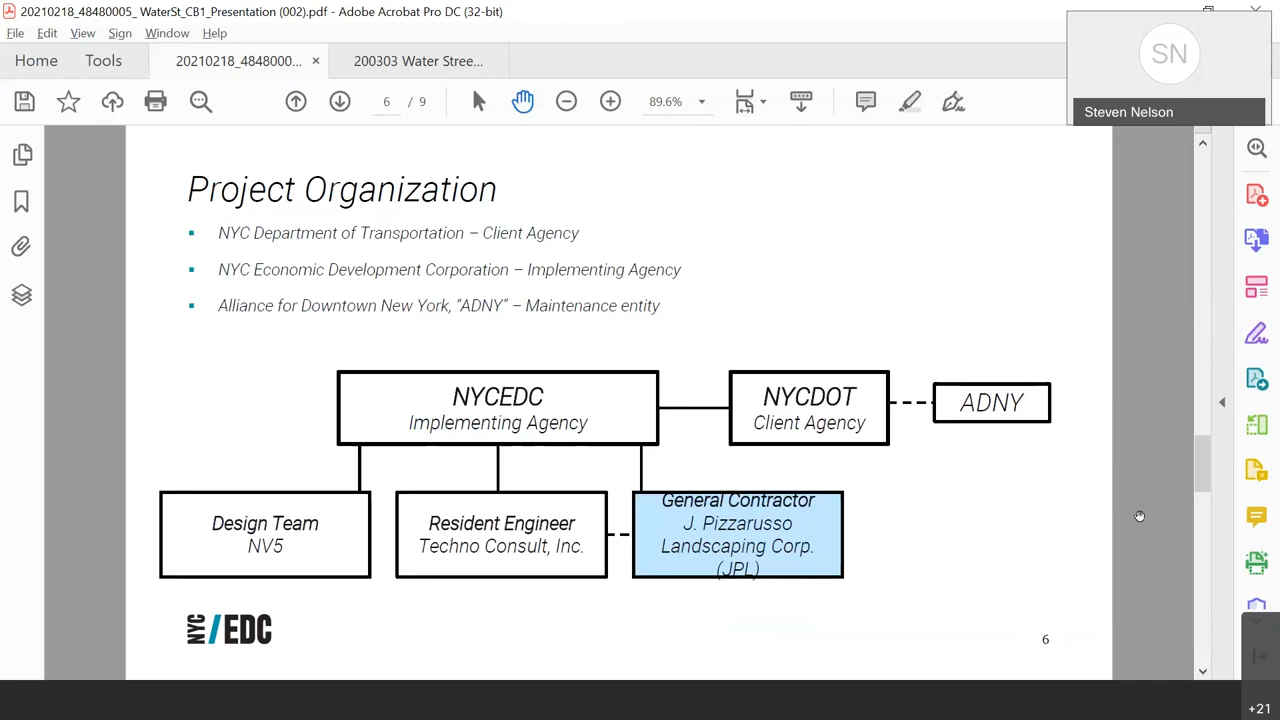 20210218_48480005_ WaterSt_CB1_Presentation (002).pdf - Adobe Acrobat Pro DC (32-bit)
File Edit View Sign Window Help
Home Tools 20210218_4848000... × 200303 Water Stree...
6 / 9 89.6%
SN
Steven Nelson
Project Organization
▪ NYC Department of Transportation – Client Agency
▪ NYC Economic Development Corporation – Implementing Agency
▪ Alliance for Downtown New York, “ADNY” – Maintenance entity
NYCEDC
Implementing Agency
NYCDOT
Client Agency
ADNY
Design Team
NV5
Resident Engineer
Techno Consult, Inc.
General Contractor
J. Pizzarusso
Landscaping Corp.
(JPL)
NYC/EDC
6
+21